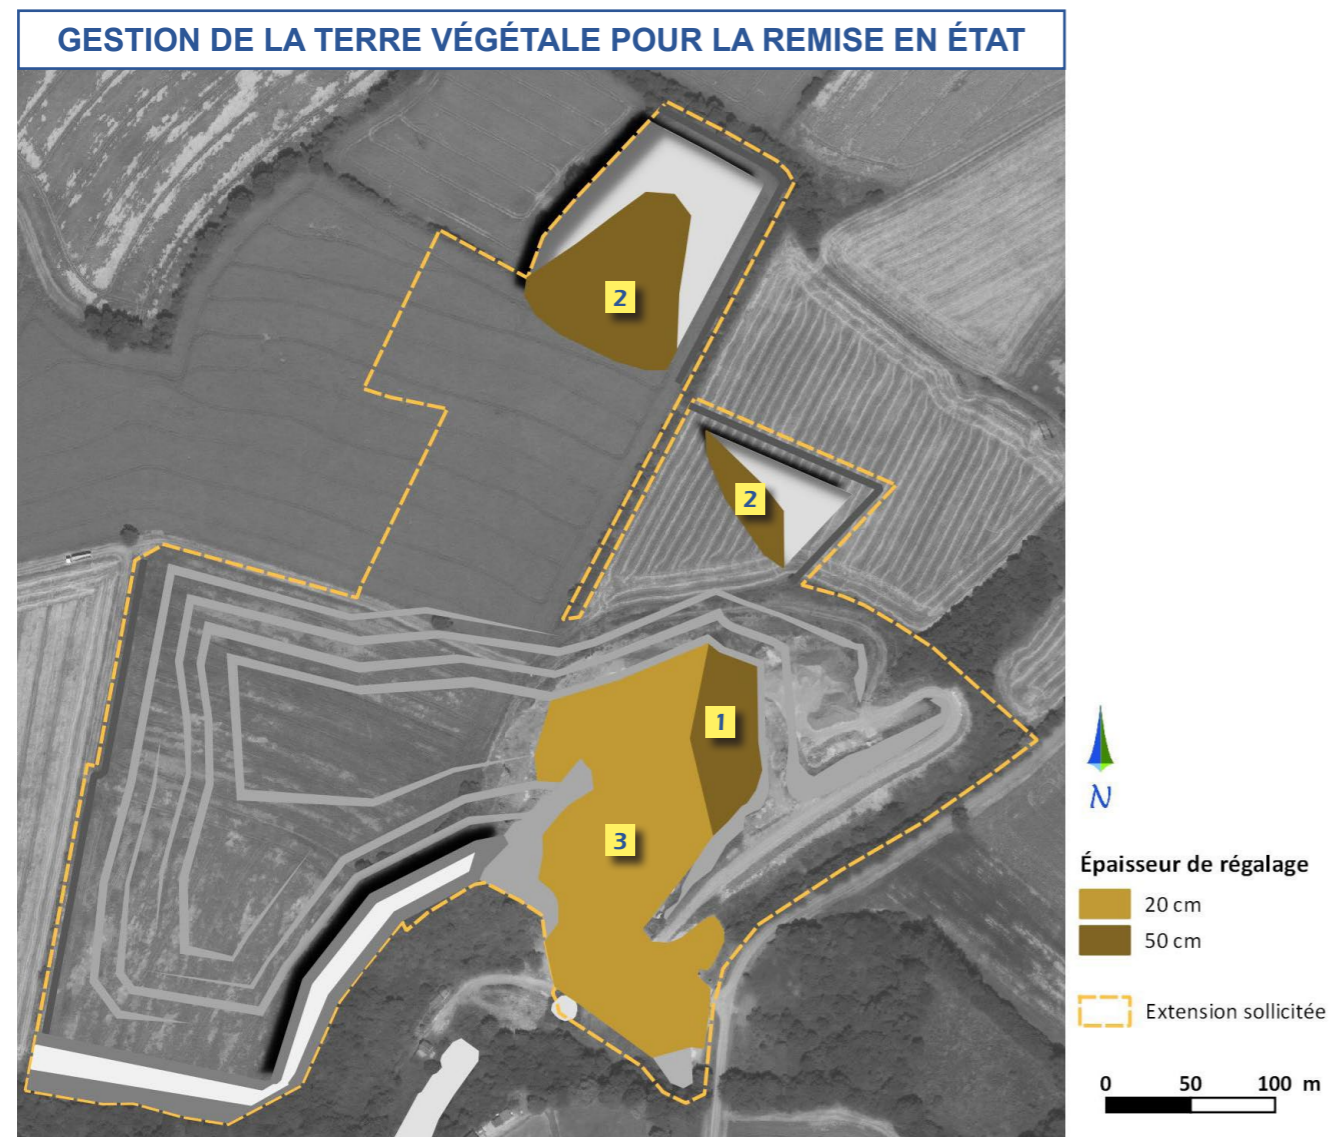 GESTION DE LA TERRE VÉGÉTALE POUR LA REMISE EN ÉTAT
2
2
1
3
N
Épaisseur de régalage
20 cm
50 cm
Extension sollicitée
0 50 100 m